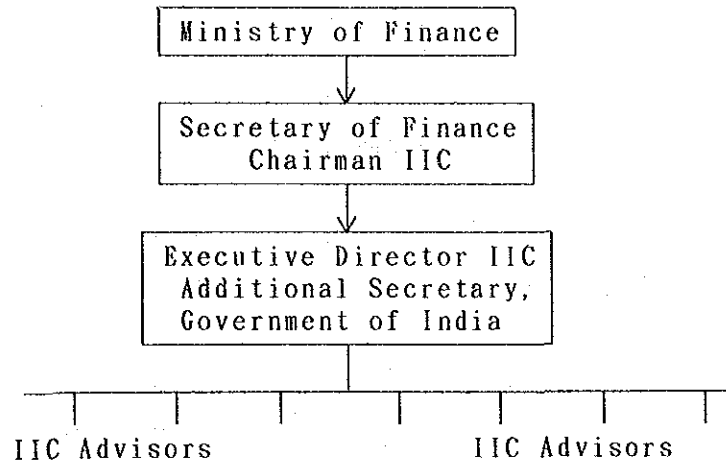 Ministry of Finance
Secretary of Finance
Chairman IIC
Executive Director IIC
Additional Secretary,
Government of India
IIC Advisors
IIC Advisors